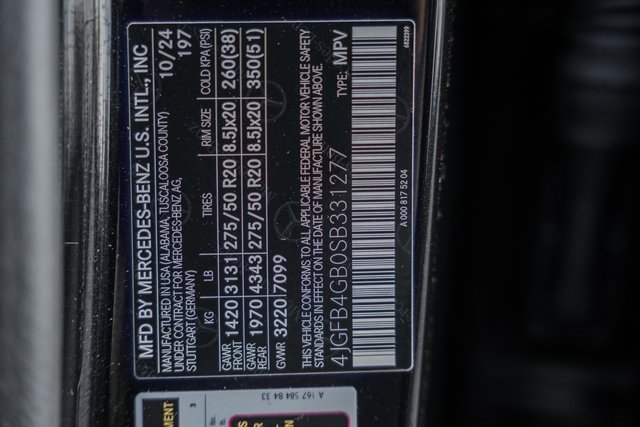 MFD BY MERCEDES-BENZ U.S. INTL., INC
10/24
MANUFACTURED IN USA (ALABAMA, TUSCALOOSA COUNTY)
197
UNDER CONTRACT FOR MERCEDES-BENZ AG,
STUTTGART (GERMANY)
KG LB TIRES RIM SIZE COLD KPA(PSI)
GAWR FRONT 1420 3131 275/50 R20 8.5Jx20 260(38)
GAWR REAR 1970 4343 275/50 R20 8.5Jx20 350(51)
GVWR 3220 7099
THIS VEHICLE CONFORMS TO ALL APPLICABLE FEDERAL MOTOR VEHICLE SAFETY
STANDARDS IN EFFECT ON THE DATE OF MANUFACTURE SHOWN ABOVE.
4JGFB4GB0SB331277 TYPE: MPV
A 000 817 52 04
6922399
A 167 584 84 33
3